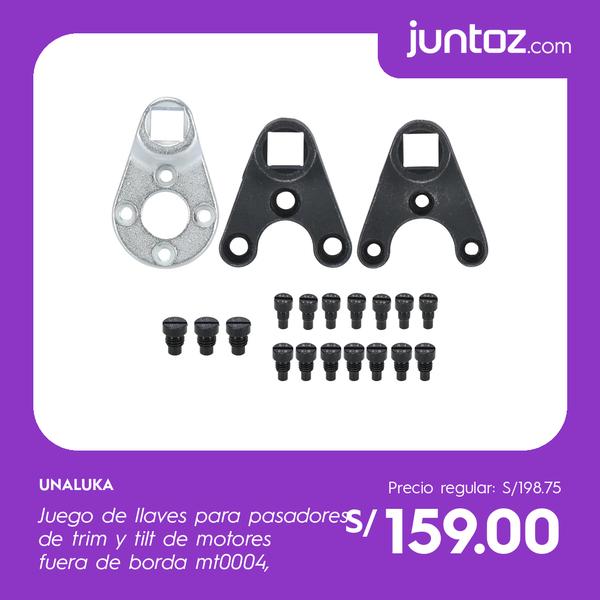 juntoz.com
UNALUKA
Juego de llaves para pasadores
de trim y tilt de motores
fuera de borda mt0004,
Precio regular: S/198.75
S/159.00